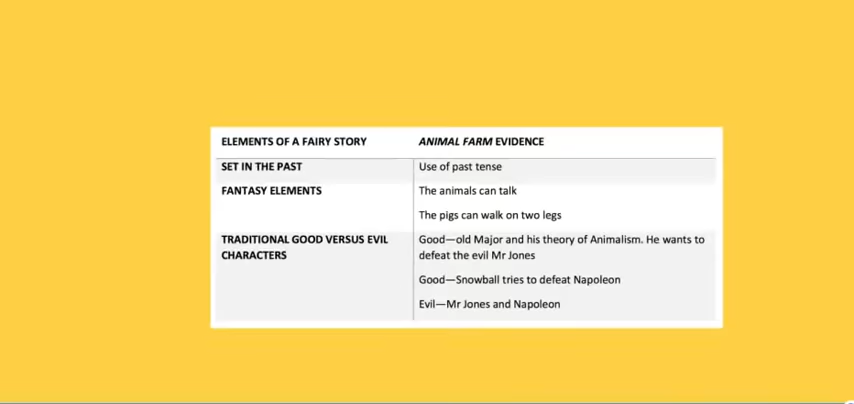 ELEMENTS OF A FAIRY STORY
ANIMAL FARM EVIDENCE
SET IN THE PAST
Use of past tense
FANTASY ELEMENTS
The animals can talk
The pigs can walk on two legs
TRADITIONAL GOOD VERSUS EVIL
CHARACTERS
Good—old Major and his theory of Animalism. He wants to
defeat the evil Mr Jones
Good—Snowball tries to defeat Napoleon
Evil—Mr Jones and Napoleon